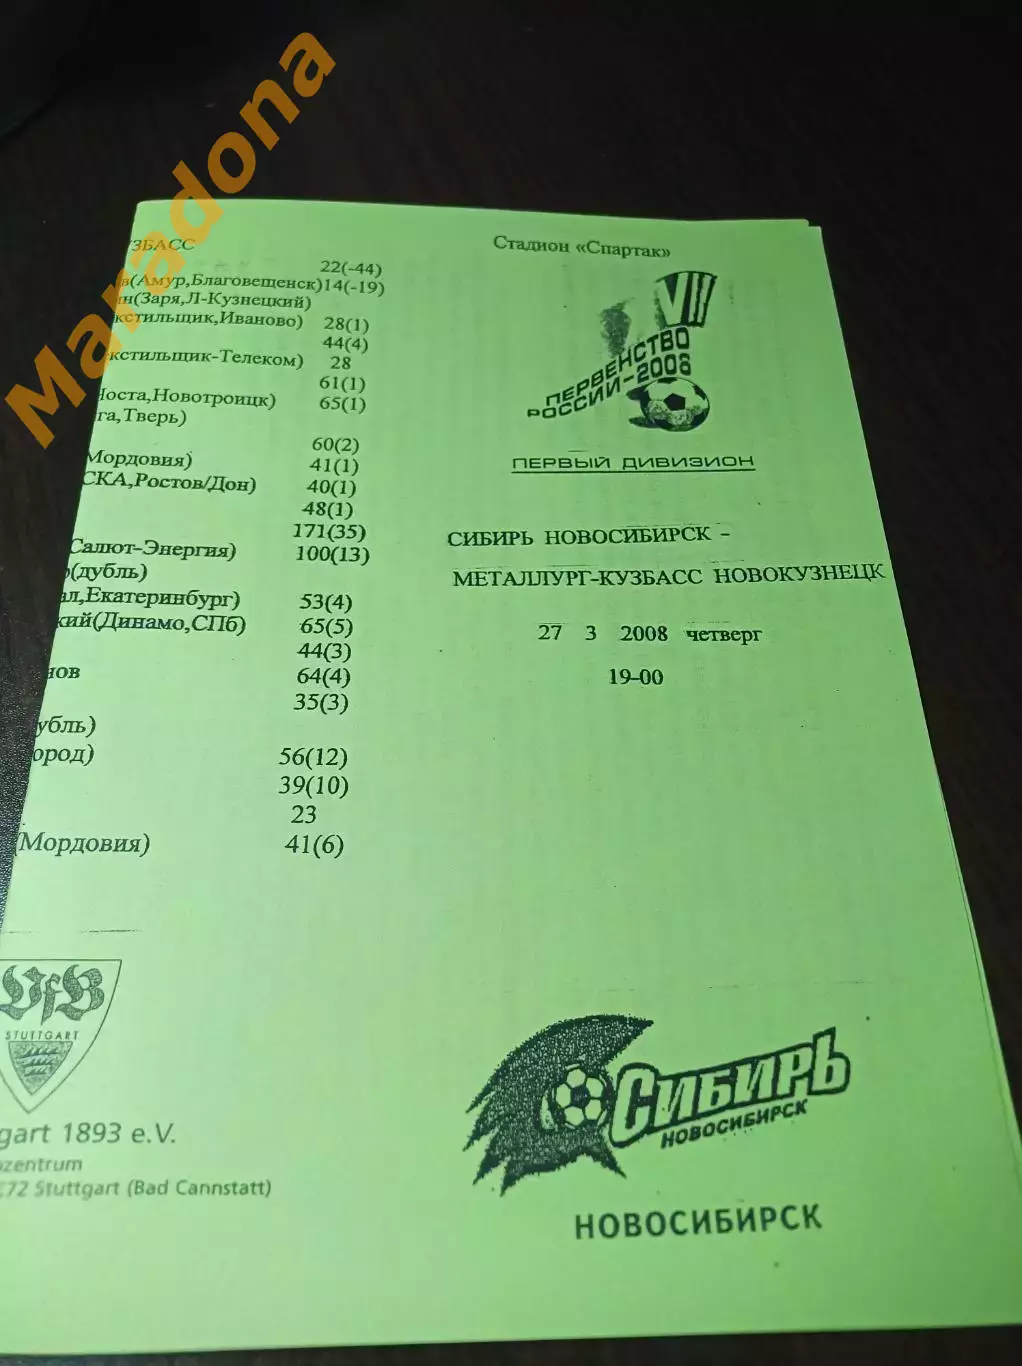 Maradona
ЗБАСС
22(-44)
(Амур,Благовещенск)14(-19)
(Заря,Л-Кузнецкий)
кстильщик,Иваново) 28(1)
44(4)
кстильщик-Телеком) 28
61(1)
Носта,Новотроицк) 65(1)
га,Тверь)
60(2)
Мордовия) 41(1)
СКА,Ростов/Дон) 40(1)
48(1)
171(35)
Салют-Энергия) 100(13)
(дубль)
ал,Екатеринбург) 53(4)
кий(Динамо,СПб) 65(5)
44(3)
нов 64(4)
35(3)
убль)
ород) 56(12)
39(10)
23
(Мордовия) 41(6)
VfB
STUTTGART
gart 1893 e.V.
zentrum
72 Stuttgart (Bad Cannstatt)
Стадион «Спартак»
VII
ПЕРВЕНСТВО
РОССИИ-2008
ПЕРВЫЙ ДИВИЗИОН
СИБИРЬ НОВОСИБИРСК –
МЕТАЛЛУРГ-КУЗБАСС НОВОКУЗНЕЦК
27 3 2008 четверг
19-00
СИБИРЬ
НОВОСИБИРСК
НОВОСИБИРСК